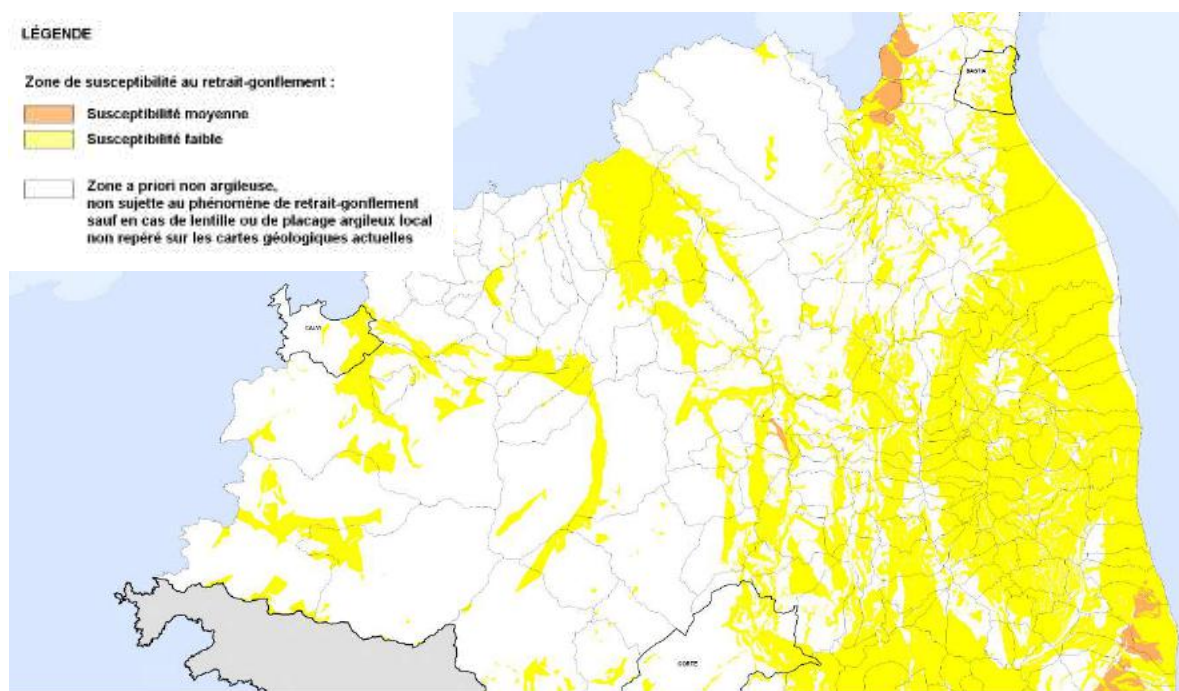 LÉGENDE
Zone de susceptibilité au retrait-gonflement :
Susceptibilité moyenne
Susceptibilité faible
Zone a priori non argileuse,
non sujette au phénomène de retrait-gonflement
sauf en cas de lentille ou de placage argileux local
non repéré sur les cartes géologiques actuelles
BASTIA
CALVI
CORTE